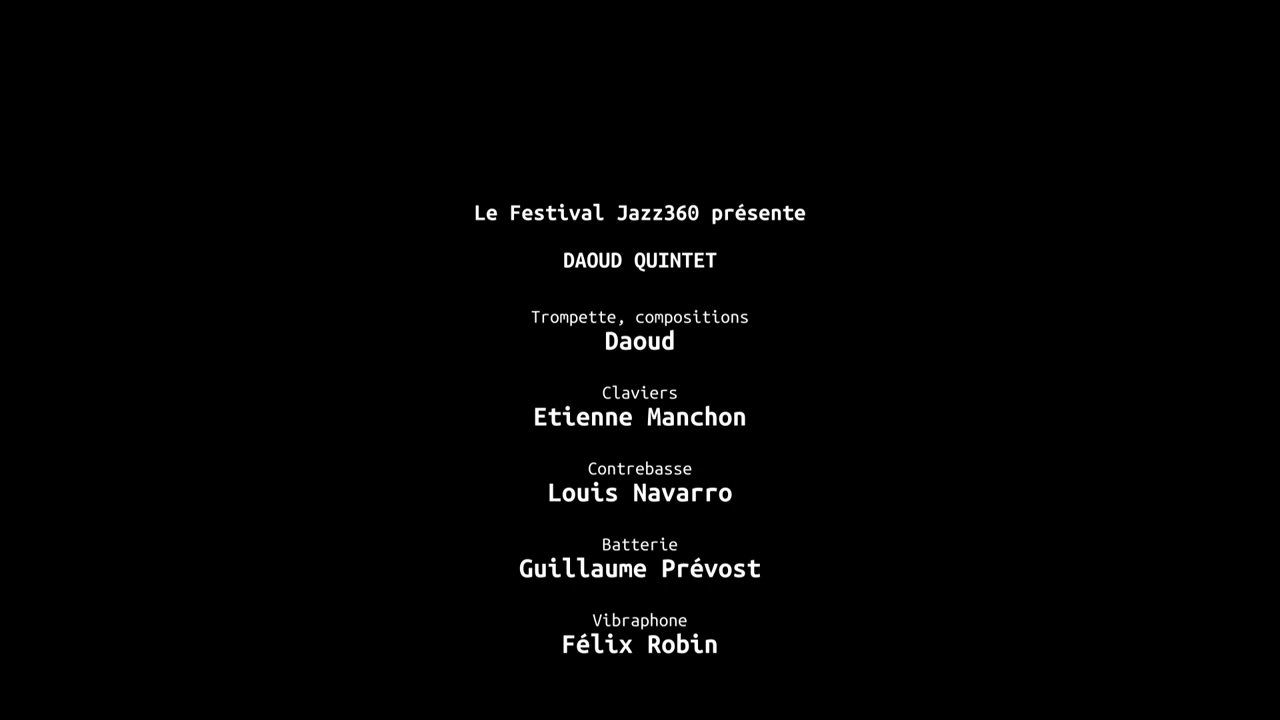 Le Festival Jazz360 présente
DAOUD QUINTET
Trompette, compositions
Daoud
Claviers
Etienne Manchon
Contrebasse
Louis Navarro
Batterie
Guillaume Prévost
Vibraphone
Félix Robin